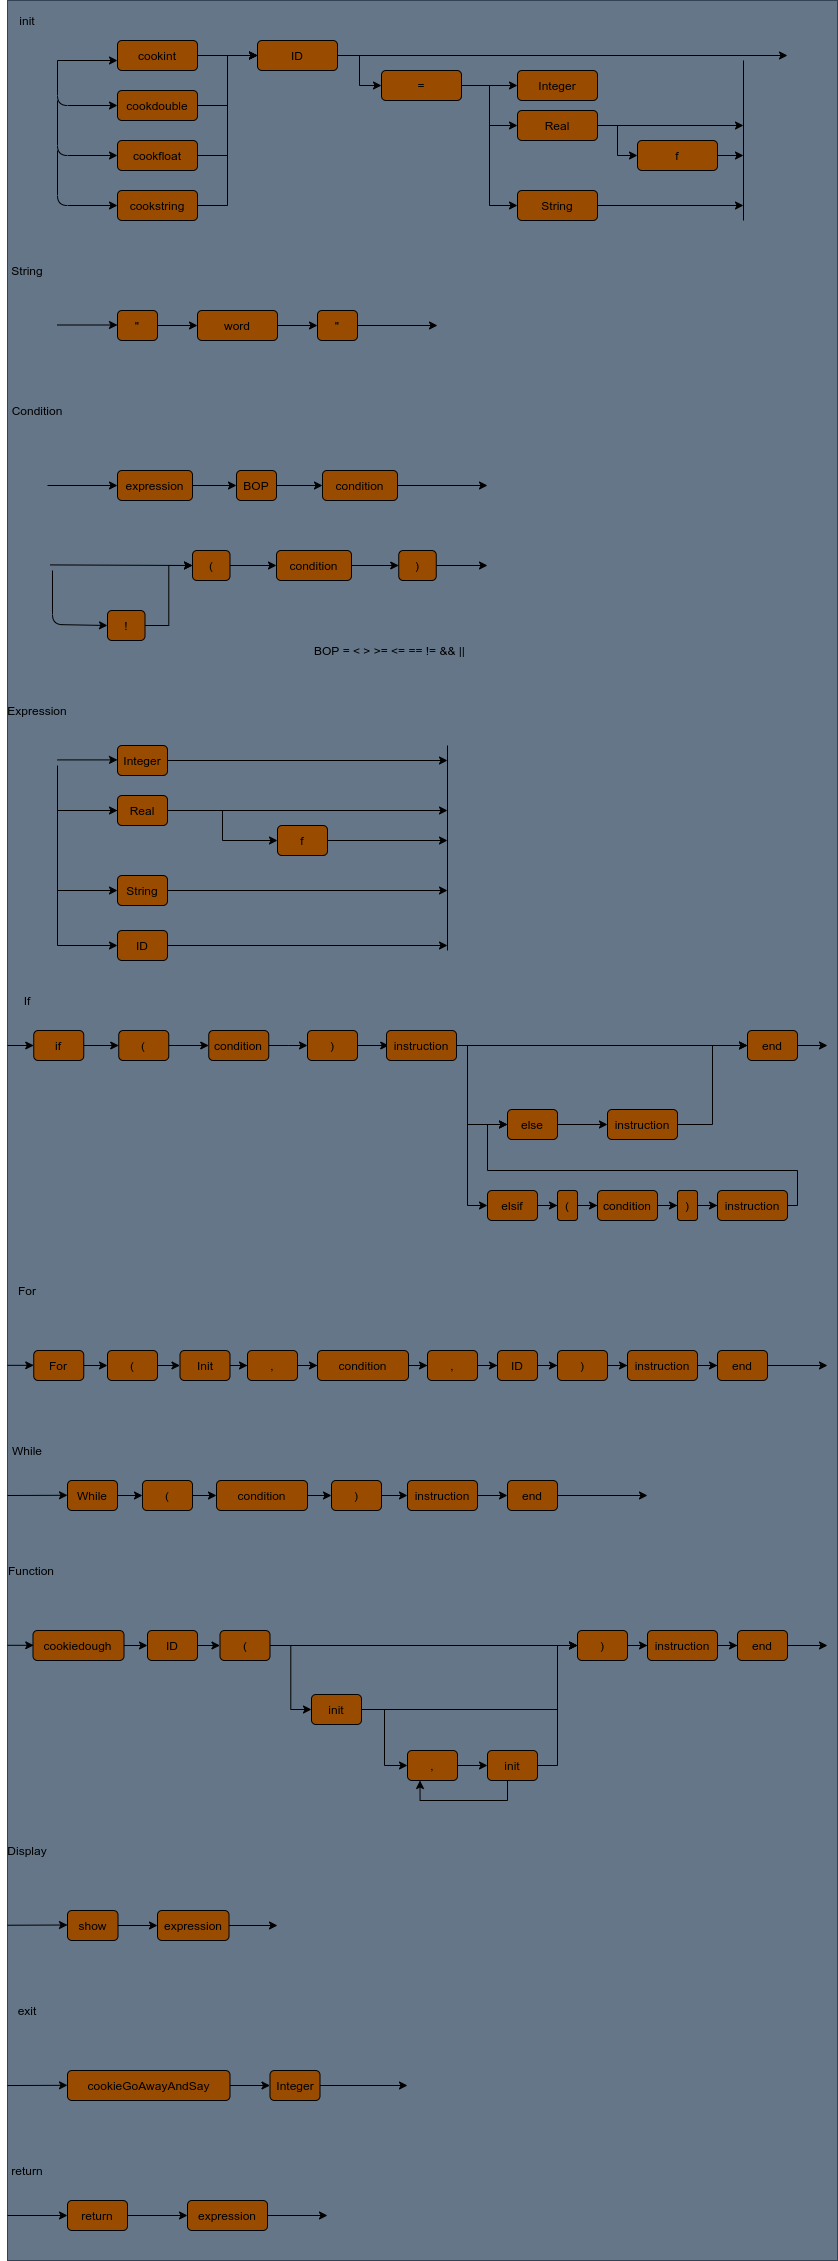 init
cookint ID
= Integer
cookdouble
Real
cookfloat f
cookstring String
String
" word "
Condition
expression BOP condition
( condition )
!
BOP = < > >= <= == != && ||
Expression
Integer
Real
f
String
ID
If
if ( condition ) instruction end
else instruction
elsif ( condition ) instruction
For
For ( Init , condition , ID ) instruction end
While
While ( condition ) instruction end
Function
cookiedough ID ( ) instruction end
init
, init
Display
show expression
exit
cookieGoAwayAndSay Integer
return
return expression